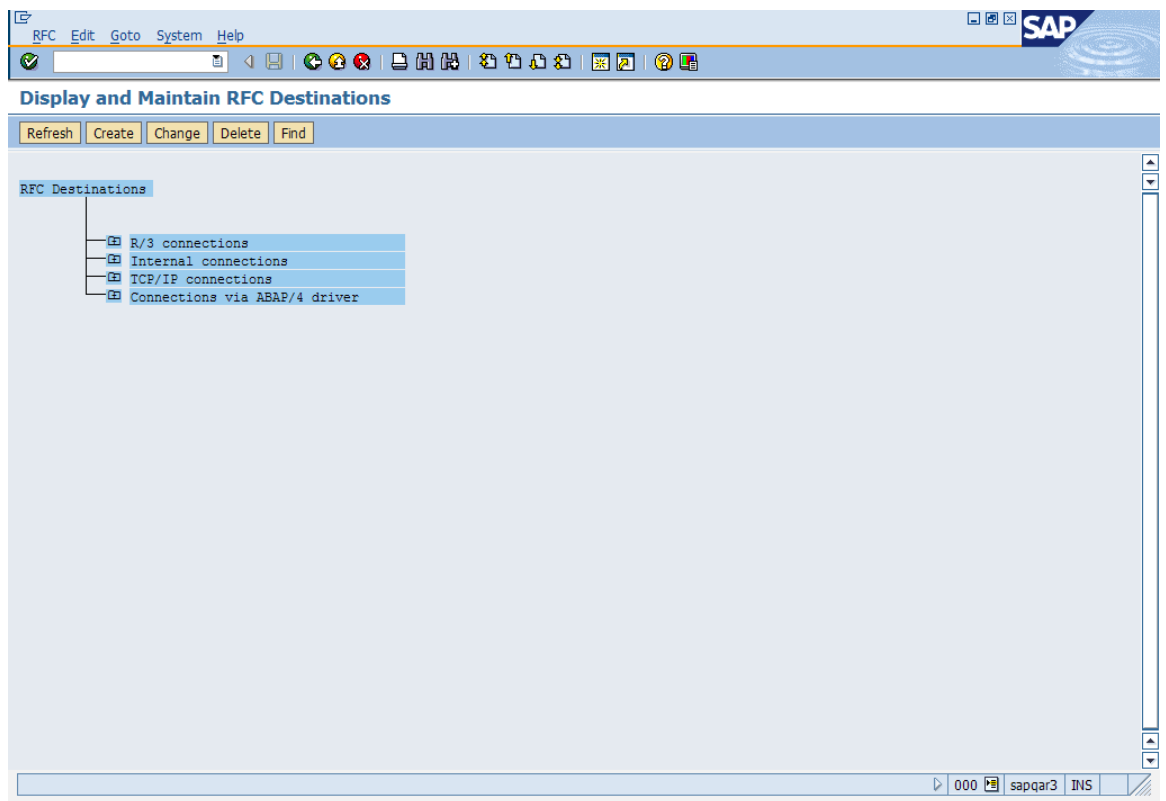 RFC Edit Goto System Help
SAP
Display and Maintain RFC Destinations
Refresh Create Change Delete Find
RFC Destinations
R/3 connections
Internal connections
TCP/IP connections
Connections via ABAP/4 driver
000 sapqar3 INS